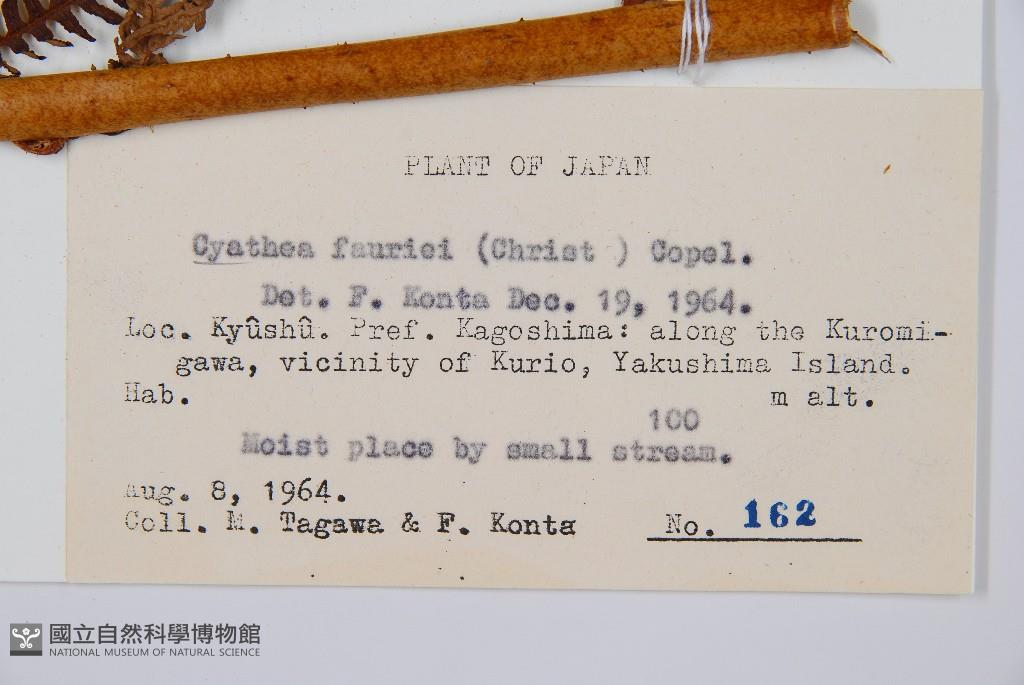 PLANT OF JAPAN
Cyathea fauriei (Christ ) Copel.
Det. F. Konta Dec. 19, 1964.
Loc. Kyûshû. Pref. Kagoshima: along the Kuromi-
gawa, vicinity of Kurio, Yakushima Island.
Hab. m alt.
100
Moist place by small stream.
Aug. 8, 1964.
Coll. M. Tagawa & F. Konta No. 162
國立自然科學博物館
NATIONAL MUSEUM OF NATURAL SCIENCE